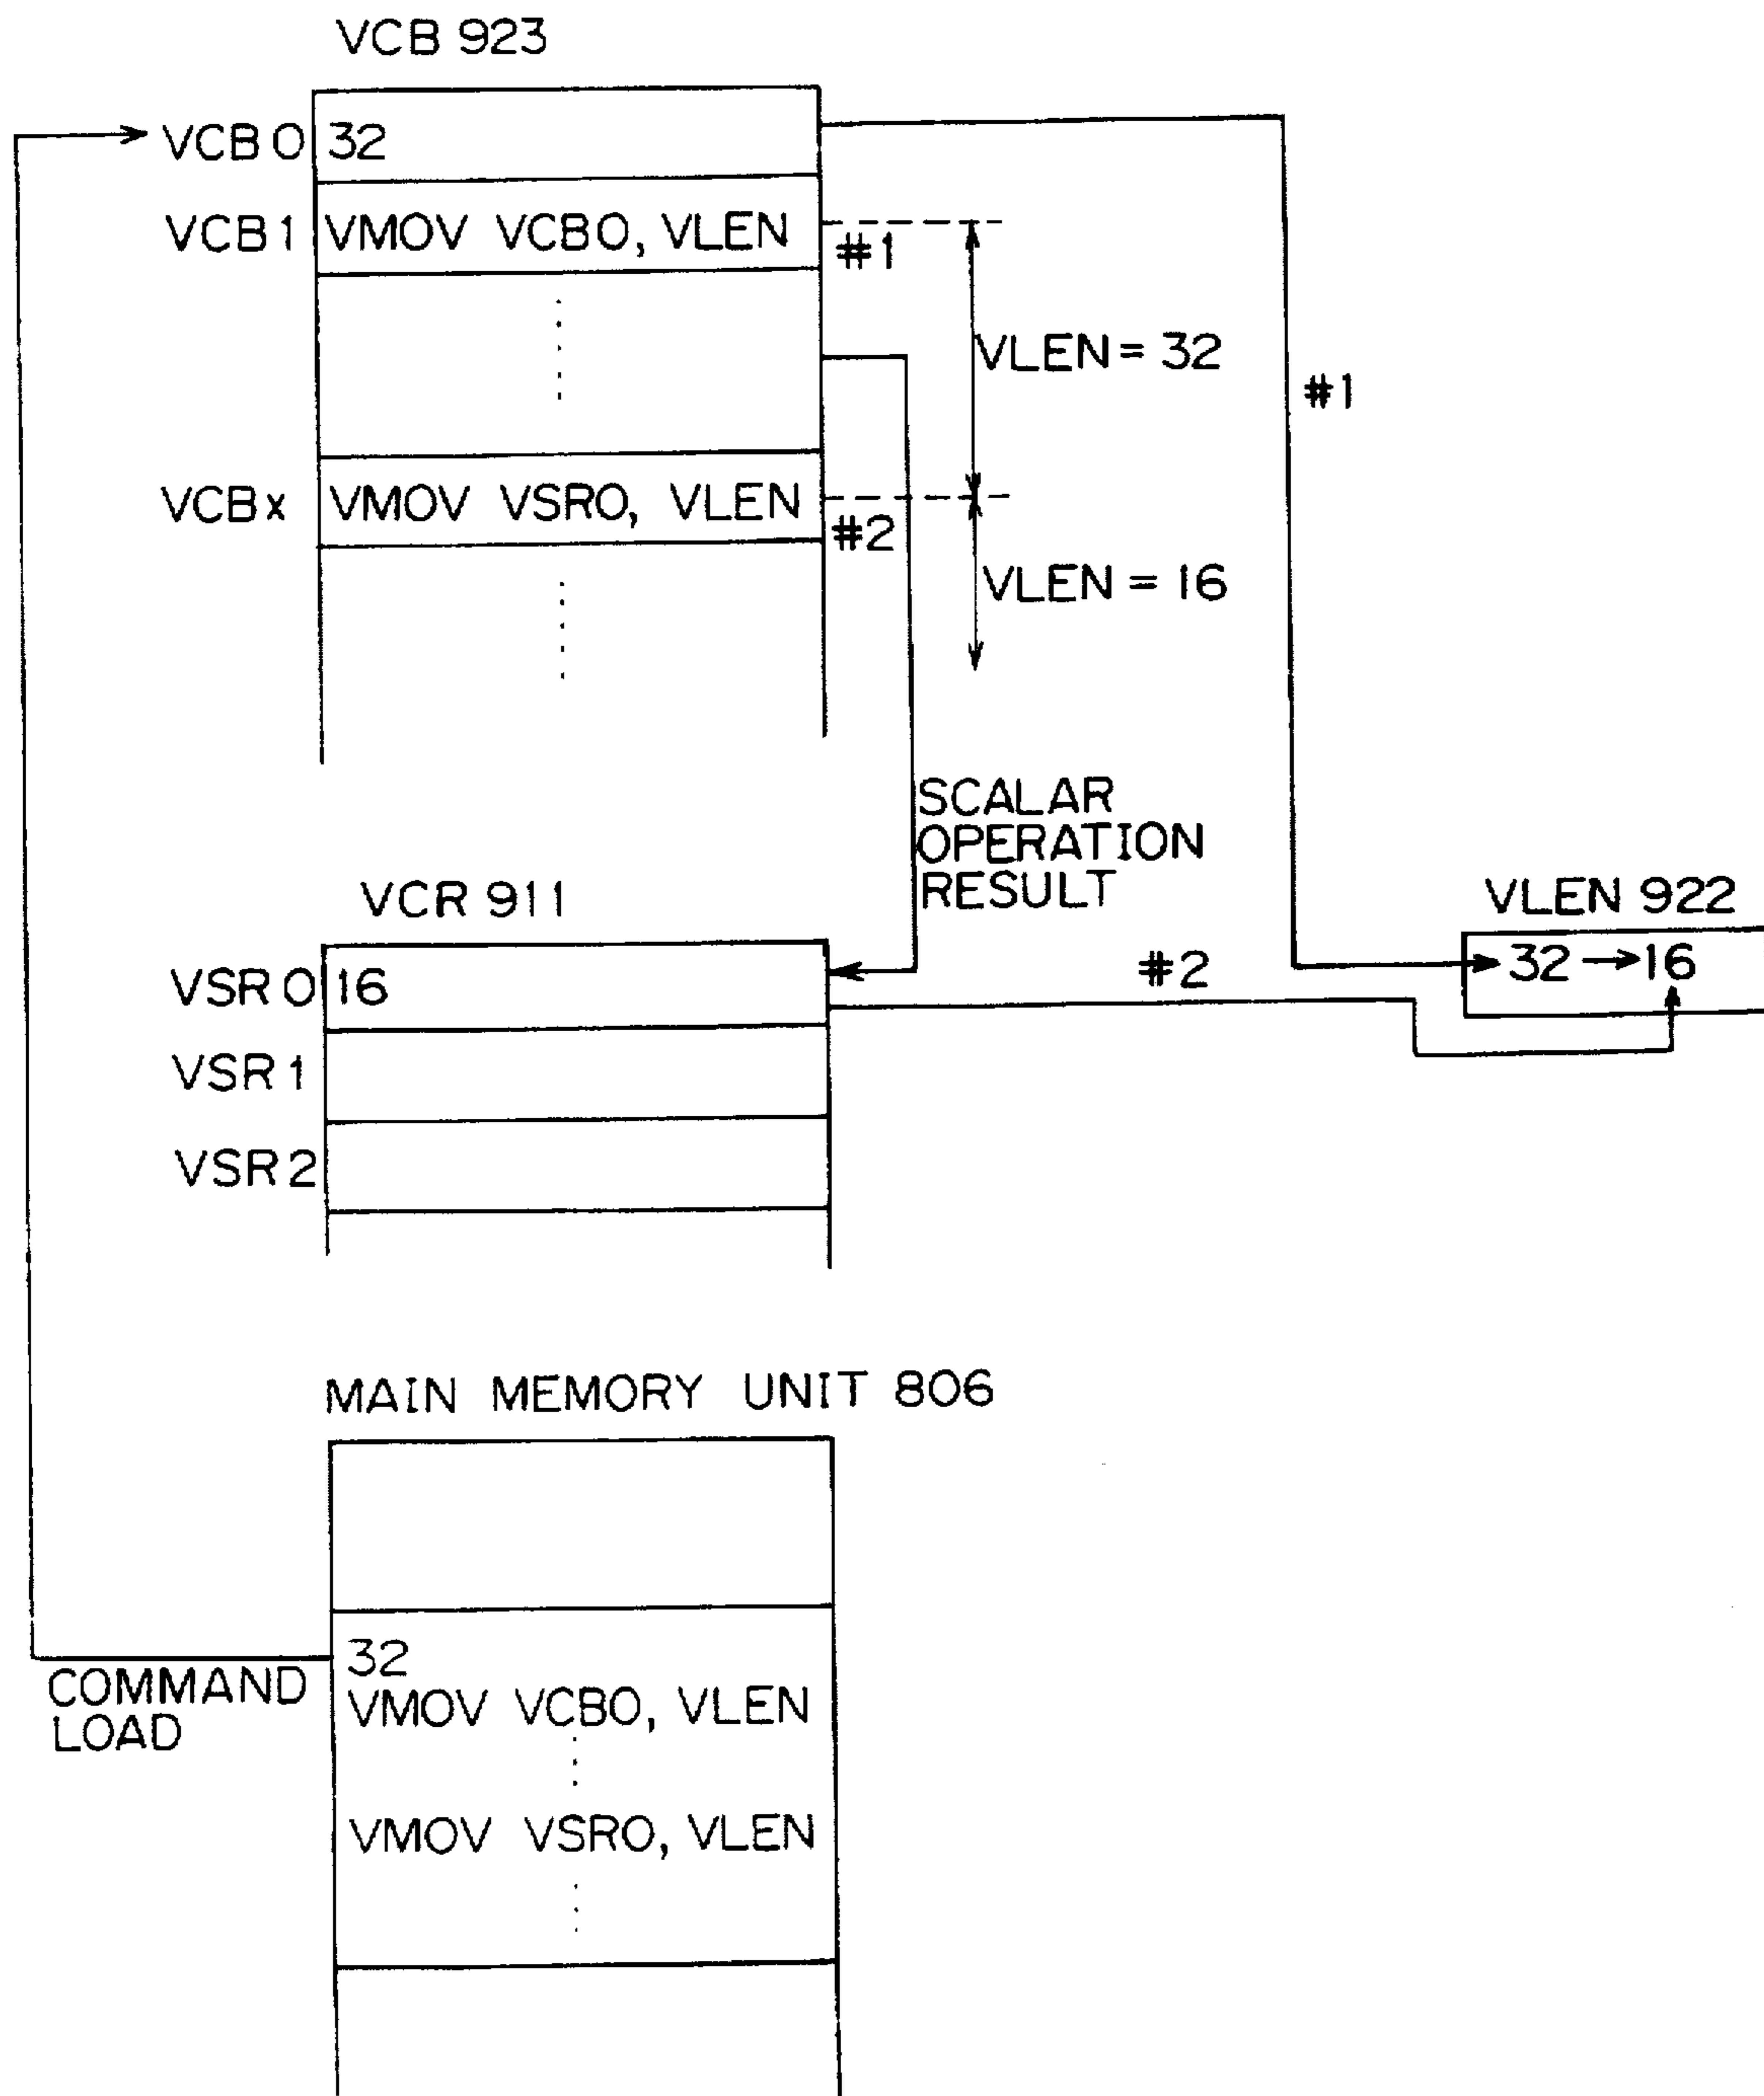 VCB 923
VCB 0 32
VCB 1 VMOV VCB0, VLEN
#1
VLEN = 32
#1
VCBx VMOV VSR0, VLEN
#2
VLEN = 16
SCALAR
OPERATION
RESULT
VCR 911
VLEN 922
VSR 0 16
#2
32 → 16
VSR 1
VSR 2
MAIN MEMORY UNIT 806
32
COMMAND
LOAD
VMOV VCB0, VLEN
VMOV VSR0, VLEN